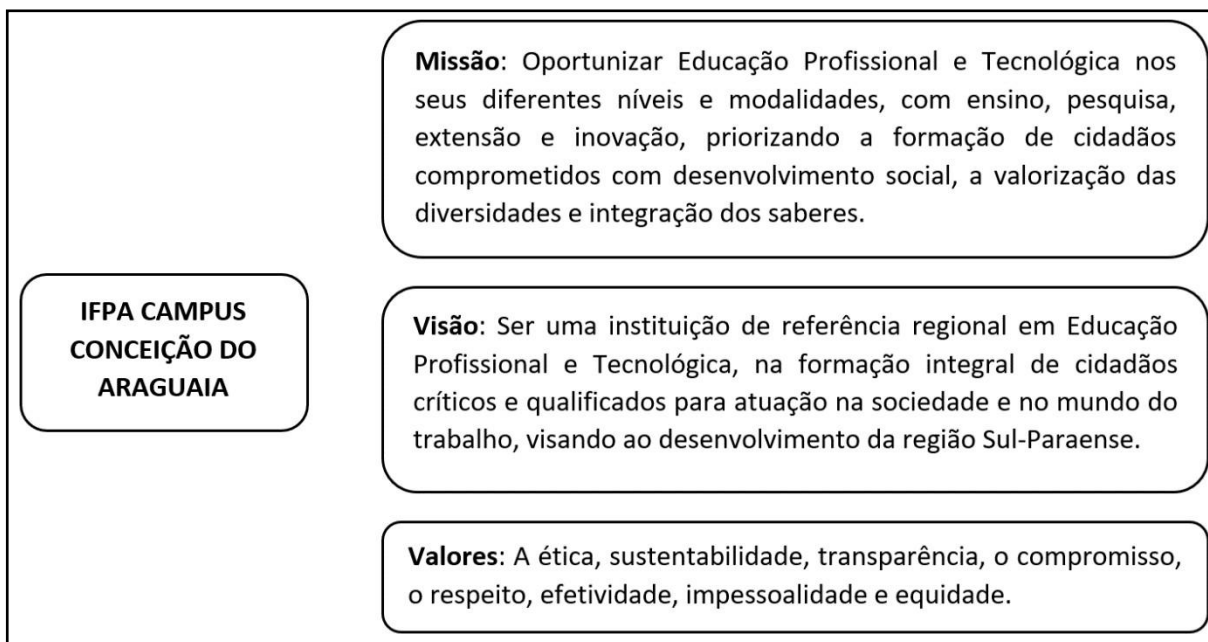 Missão: Oportunizar Educação Profissional e Tecnológica nos
seus diferentes níveis e modalidades, com ensino, pesquisa,
extensão e inovação, priorizando a formação de cidadãos
comprometidos com desenvolvimento social, a valorização das
diversidades e integração dos saberes.
IFPA CAMPUS
CONCEIÇÃO DO
ARAGUAIA
Visão: Ser uma instituição de referência regional em Educação
Profissional e Tecnológica, na formação integral de cidadãos
críticos e qualificados para atuação na sociedade e no mundo do
trabalho, visando ao desenvolvimento da região Sul-Paraense.
Valores: A ética, sustentabilidade, transparência, o compromisso,
o respeito, efetividade, impessoalidade e equidade.